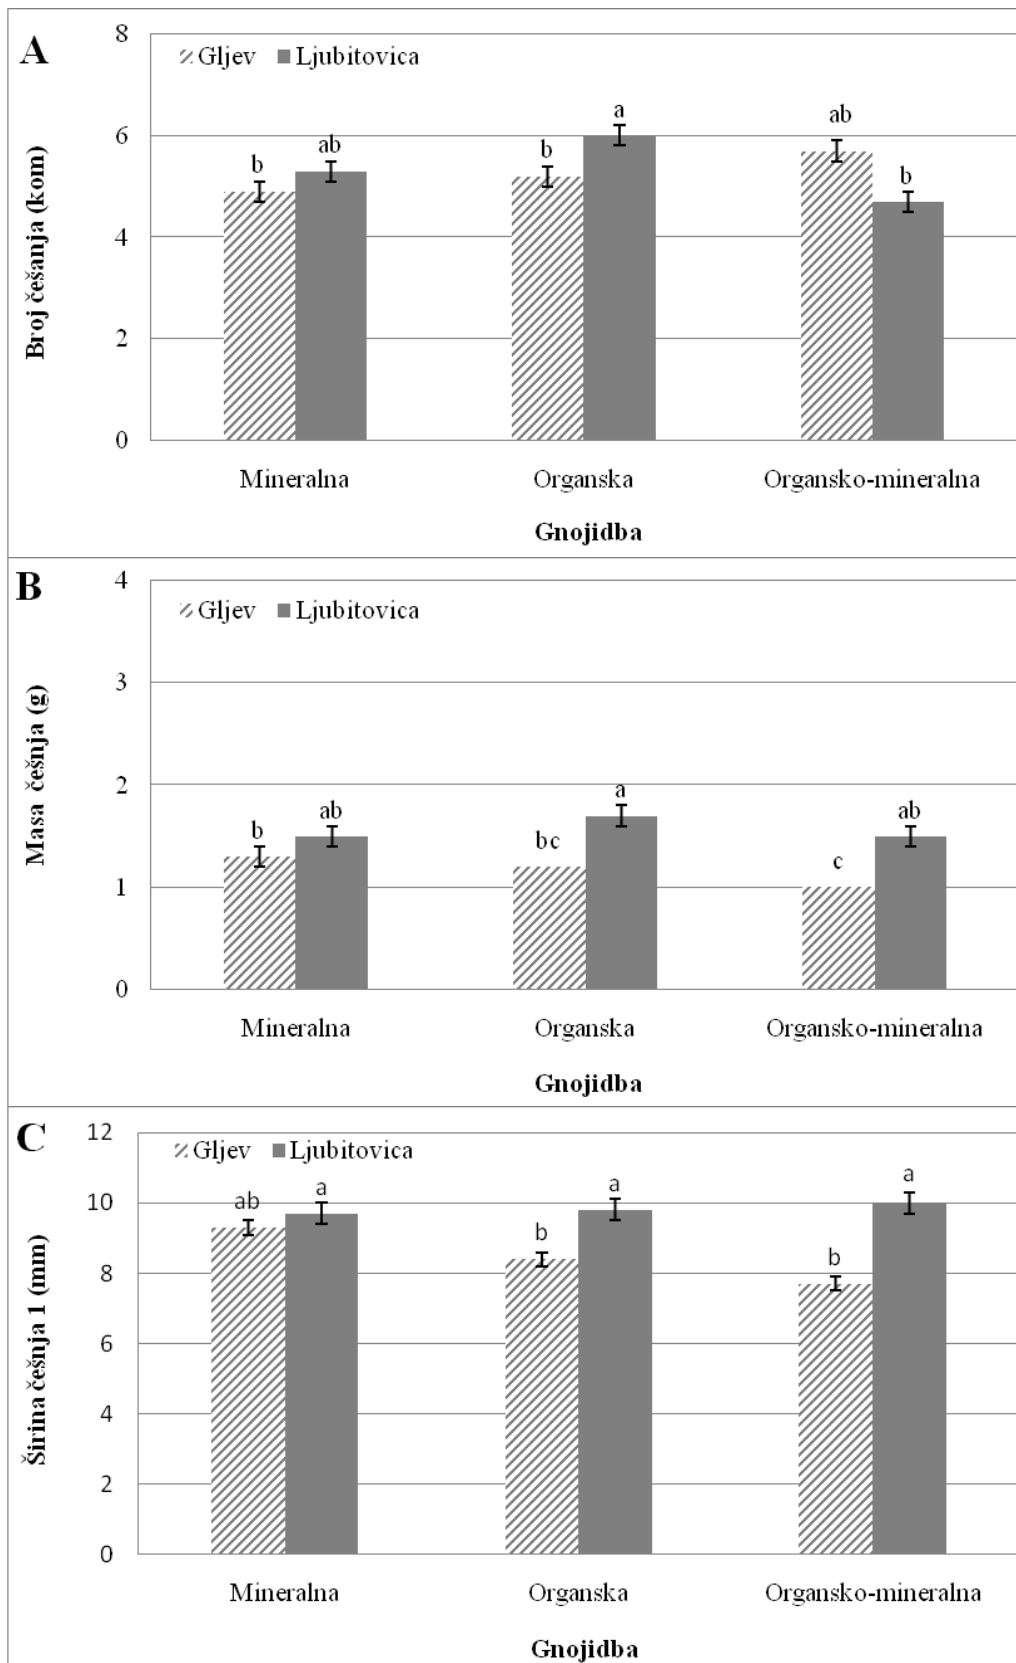 A
8
Gljev Ljubitovica
a
ab
ab
6
b
b
b
4
2
0
Broj češanja (kom)
Mineralna Organska Organsko-mineralna
Gnojidba
B
4
Gljev Ljubitovica
3
2
a
ab
ab
b
bc
c
1
0
Masa češnja (g)
Mineralna Organska Organsko-mineralna
Gnojidba
C
12
Gljev Ljubitovica
ab
a
a
a
10
b
b
8
6
4
2
0
Širina češnja 1 (mm)
Mineralna Organska Organsko-mineralna
Gnojidba